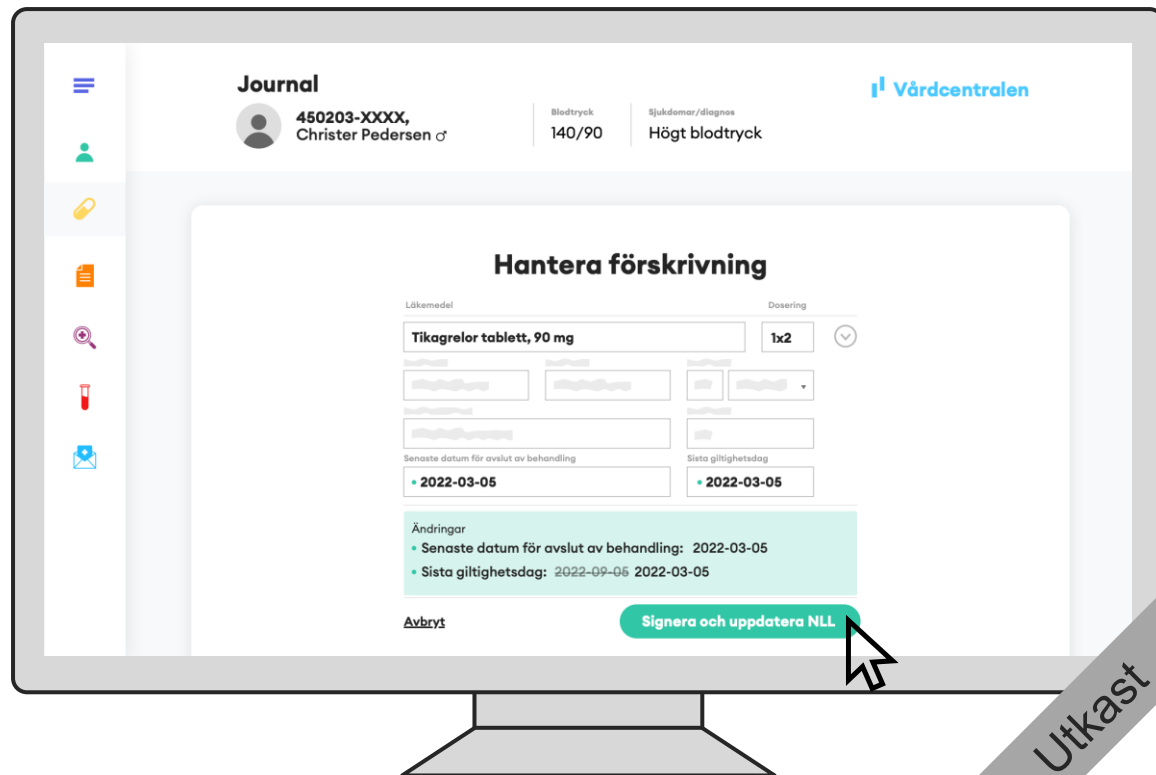 Journal
Vårdcentralen
450203-XXXX,
Christer Pedersen ♂
Blodtryck
140/90
Sjukdomar/diagnos
Högt blodtryck
Hantera förskrivning
Läkemedel
Dosering
Tikagrelor tablett, 90 mg
1x2
Senaste datum för avslut av behandling
Sista giltighetsdag
• 2022-03-05
• 2022-03-05
Ändringar
• Senaste datum för avslut av behandling: 2022-03-05
• Sista giltighetsdag: 2022-09-05 2022-03-05
Avbryt
Signera och uppdatera NLL
Utkast